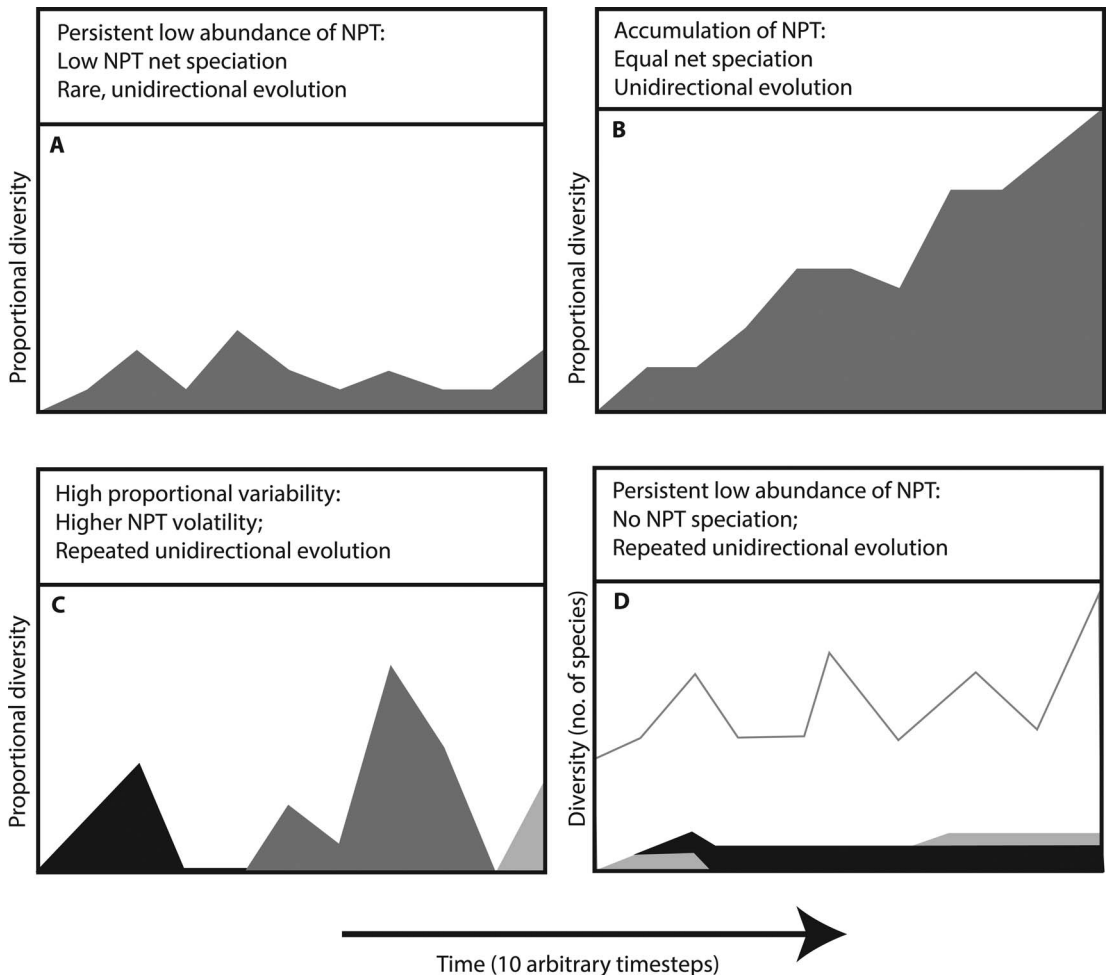 Persistent low abundance of NPT:
Low NPT net speciation
Rare, unidirectional evolution
A
Proportional diversity
Accumulation of NPT:
Equal net speciation
Unidirectional evolution
B
Proportional diversity
High proportional variability:
Higher NPT volatility;
Repeated unidirectional evolution
C
Proportional diversity
Persistent low abundance of NPT:
No NPT speciation;
Repeated unidirectional evolution
D
Diversity (no. of species)
Time (10 arbitrary timesteps)